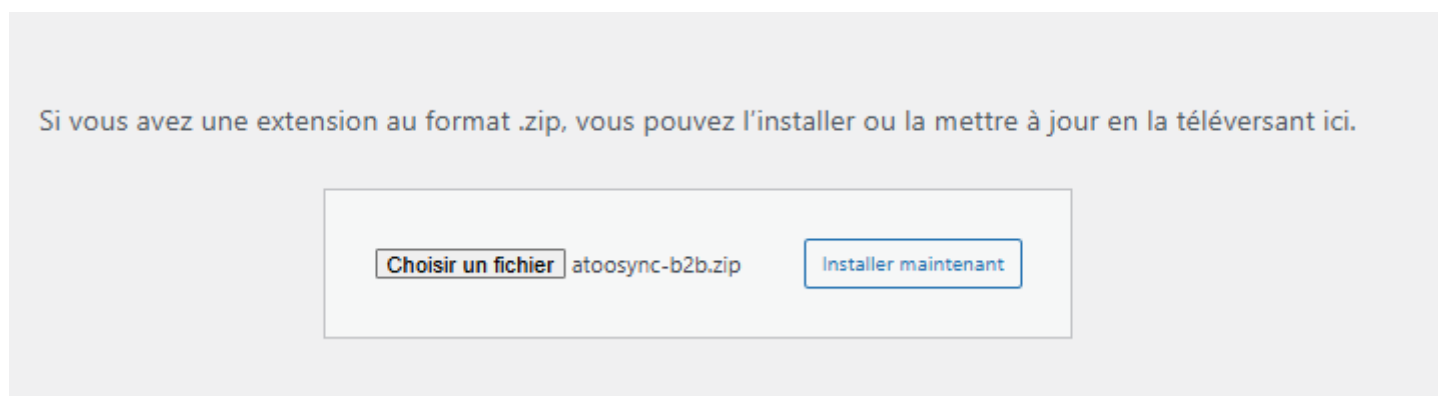 Si vous avez une extension au format .zip, vous pouvez l’installer ou la mettre à jour en la téléversant ici.
Choisir un fichier atoosync-b2b.zip Installer maintenant